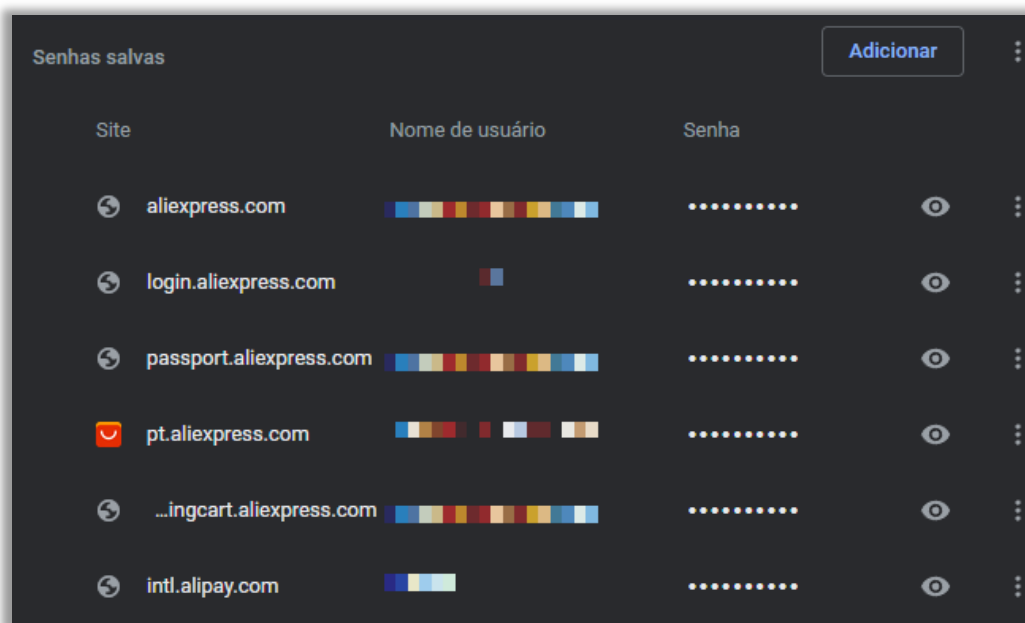 Senhas salvas Adicionar
Site Nome de usuário Senha
aliexpress.com ••••••••••
login.aliexpress.com ••••••••••
passport.aliexpress.com ••••••••••
pt.aliexpress.com ••••••••••
...ingcart.aliexpress.com ••••••••••
intl.alipay.com ••••••••••